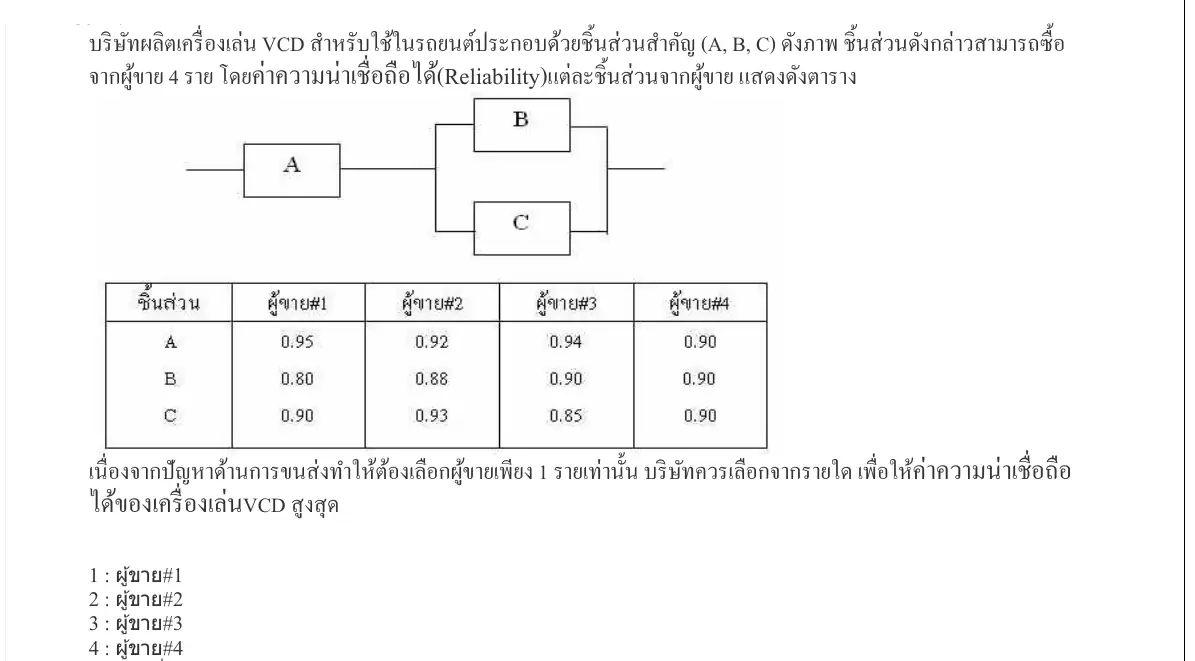 บริษัทผลิตเครื่องเล่น VCD สำหรับใช้ในรถยนต์ประกอบด้วยชิ้นส่วนสำคัญ (A, B, C) ดังภาพ ชิ้นส่วนดังกล่าวสามารถซื้อ
จากผู้ขาย 4 ราย โดยค่าความน่าเชื่อถือได้(Reliability)แต่ละชิ้นส่วนจากผู้ขาย แสดงดังตาราง
B
A
C
ชิ้นส่วน ผู้ขาย#1 ผู้ขาย#2 ผู้ขาย#3 ผู้ขาย#4
A 0.95 0.92 0.94 0.90
B 0.80 0.88 0.90 0.90
C 0.90 0.93 0.85 0.90
เนื่องจากปัญหาด้านการขนส่งทำให้ต้องเลือกผู้ขายเพียง 1 รายเท่านั้น บริษัทควรเลือกจากรายใด เพื่อให้ค่าความน่าเชื่อถือ
ได้ของเครื่องเล่นVCD สูงสุด
1 : ผู้ขาย#1
2 : ผู้ขาย#2
3 : ผู้ขาย#3
4 : ผู้ขาย#4